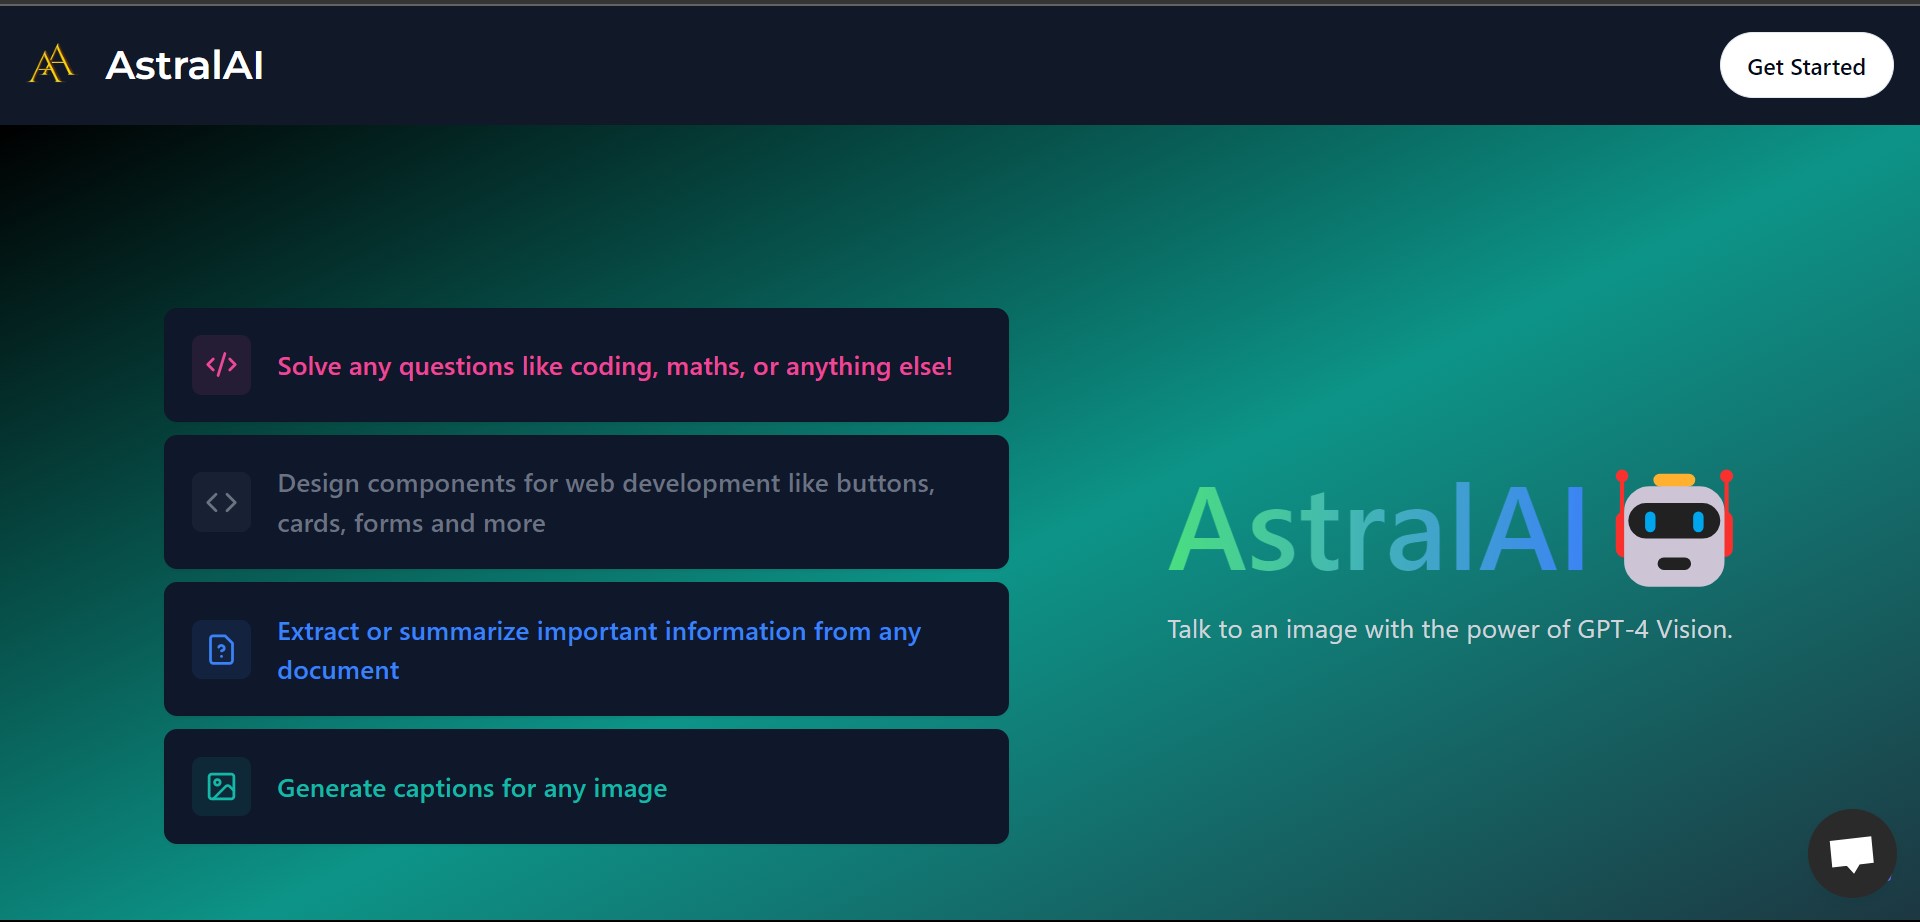 AstralAI
Get Started
Solve any questions like coding, maths, or anything else!
Design components for web development like buttons,
cards, forms and more
Extract or summarize important information from any
document
Generate captions for any image
AstralAI
Talk to an image with the power of GPT-4 Vision.